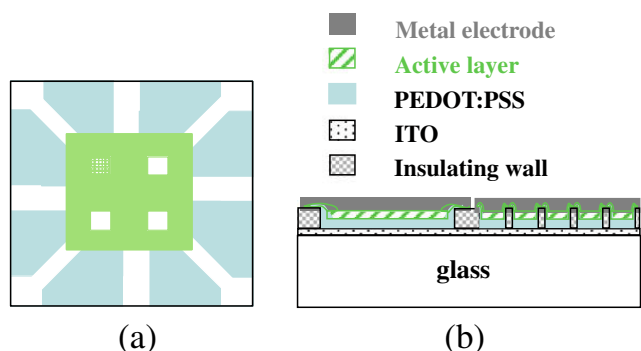 Metal electrode
Active layer
PEDOT:PSS
ITO
Insulating wall
glass
(a)
(b)